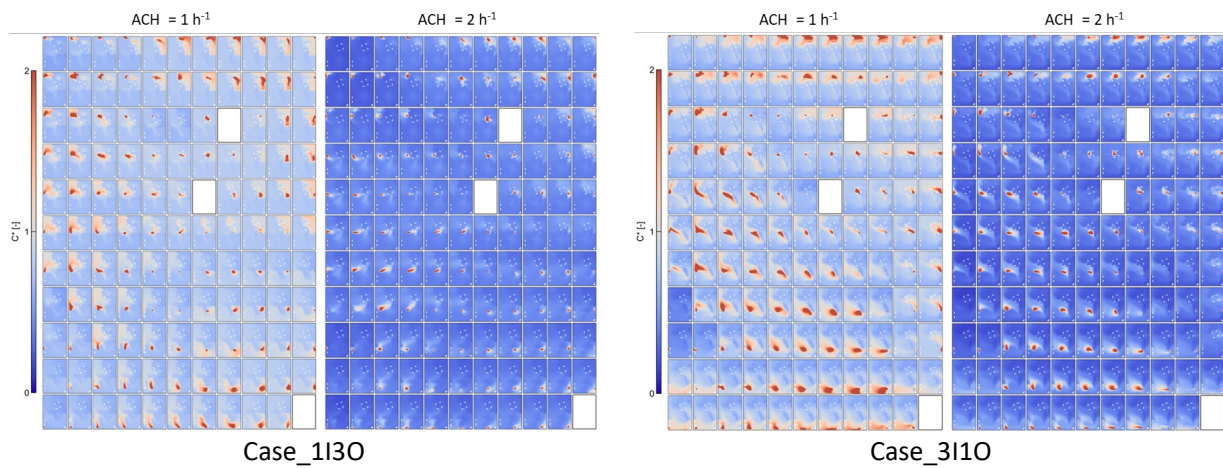 ACH = 1 h-1
ACH = 2 h-1
ACH = 1 h-1
ACH = 2 h-1
2
1
0
C* [-]
2
1
0
C* [-]
Case_1I3O
Case_3I1O